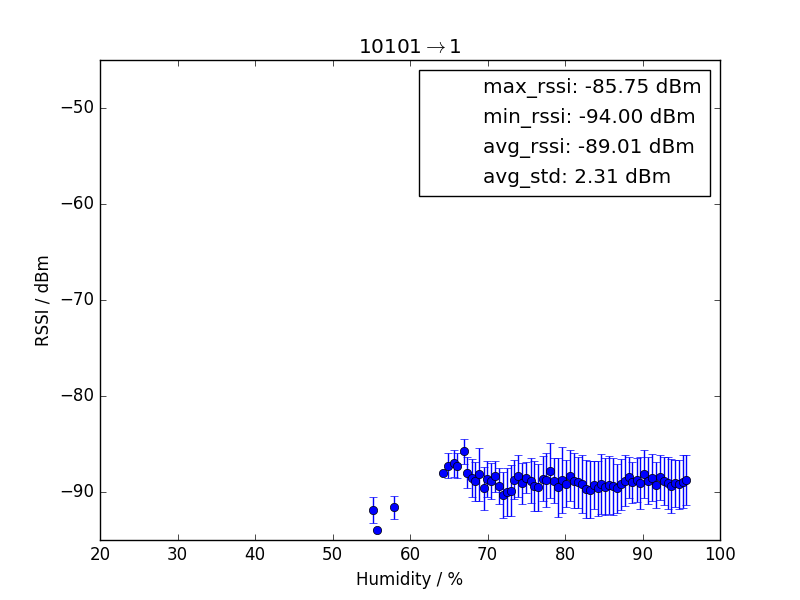 10101→1
max_rssi: -85.75 dBm
min_rssi: -94.00 dBm
avg_rssi: -89.01 dBm
avg_std: 2.31 dBm
RSSI / dBm
−50
−60
−70
−80
−90
20 30 40 50 60 70 80 90 100
Humidity / %